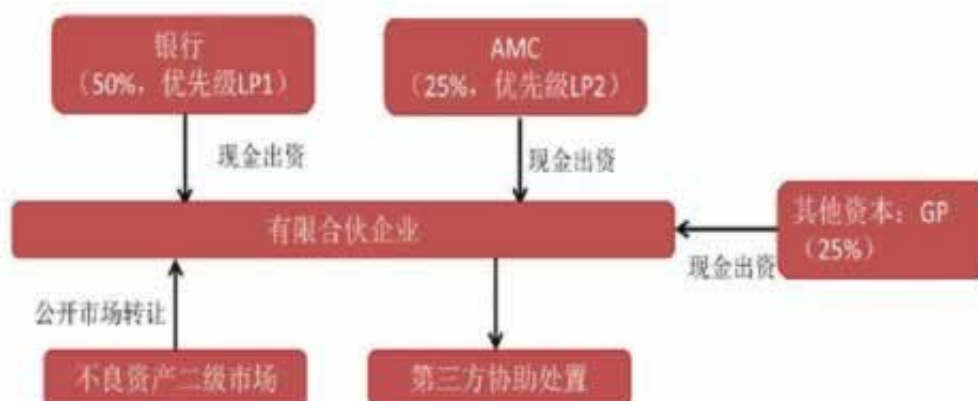 银行
（50%，优先级LP1）
AMC
（25%，优先级LP2）
现金出资
现金出资
有限合伙企业
其他资本：GP
（25%）
现金出资
公开市场转让
不良资产二级市场
第三方协助处置